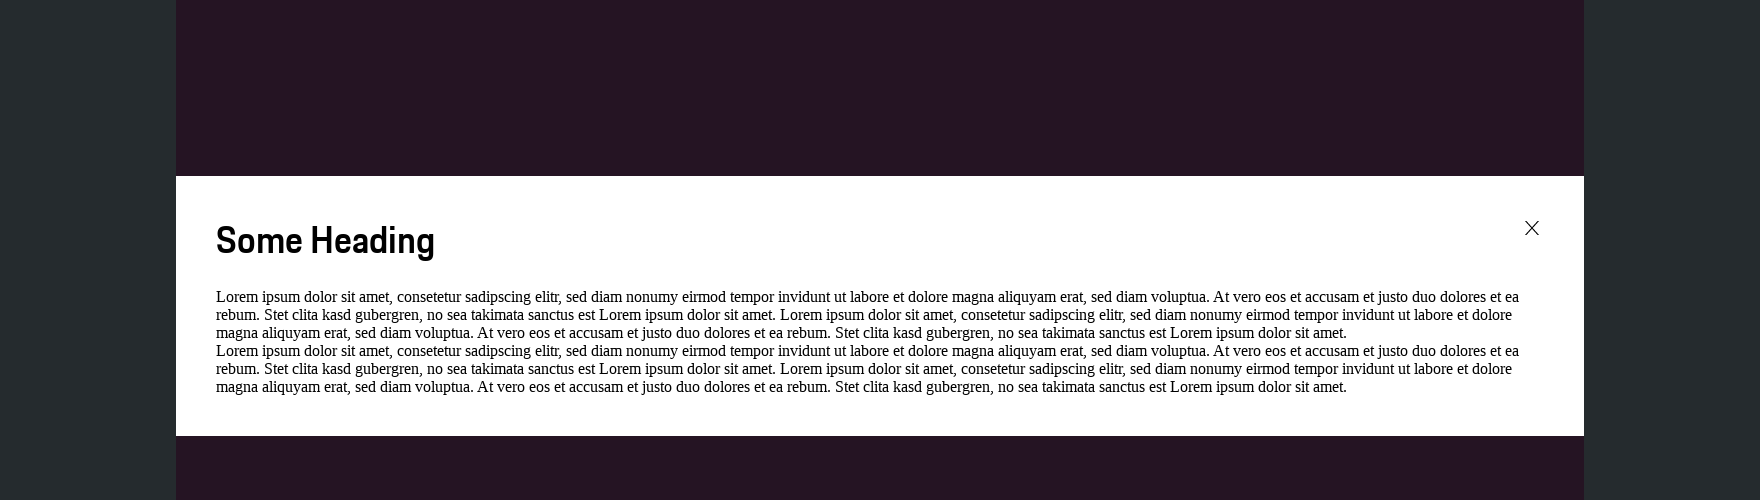 Some Heading
Lorem ipsum dolor sit amet, consetetur sadipscing elitr, sed diam nonumy eirmod tempor invidunt ut labore et dolore magna aliquyam erat, sed diam voluptua. At vero eos et accusam et justo duo dolores et ea
rebum. Stet clita kasd gubergren, no sea takimata sanctus est Lorem ipsum dolor sit amet. Lorem ipsum dolor sit amet, consetetur sadipscing elitr, sed diam nonumy eirmod tempor invidunt ut labore et dolore
magna aliquyam erat, sed diam voluptua. At vero eos et accusam et justo duo dolores et ea rebum. Stet clita kasd gubergren, no sea takimata sanctus est Lorem ipsum dolor sit amet.
Lorem ipsum dolor sit amet, consetetur sadipscing elitr, sed diam nonumy eirmod tempor invidunt ut labore et dolore magna aliquyam erat, sed diam voluptua. At vero eos et accusam et justo duo dolores et ea
rebum. Stet clita kasd gubergren, no sea takimata sanctus est Lorem ipsum dolor sit amet. Lorem ipsum dolor sit amet, consetetur sadipscing elitr, sed diam nonumy eirmod tempor invidunt ut labore et dolore
magna aliquyam erat, sed diam voluptua. At vero eos et accusam et justo duo dolores et ea rebum. Stet clita kasd gubergren, no sea takimata sanctus est Lorem ipsum dolor sit amet.